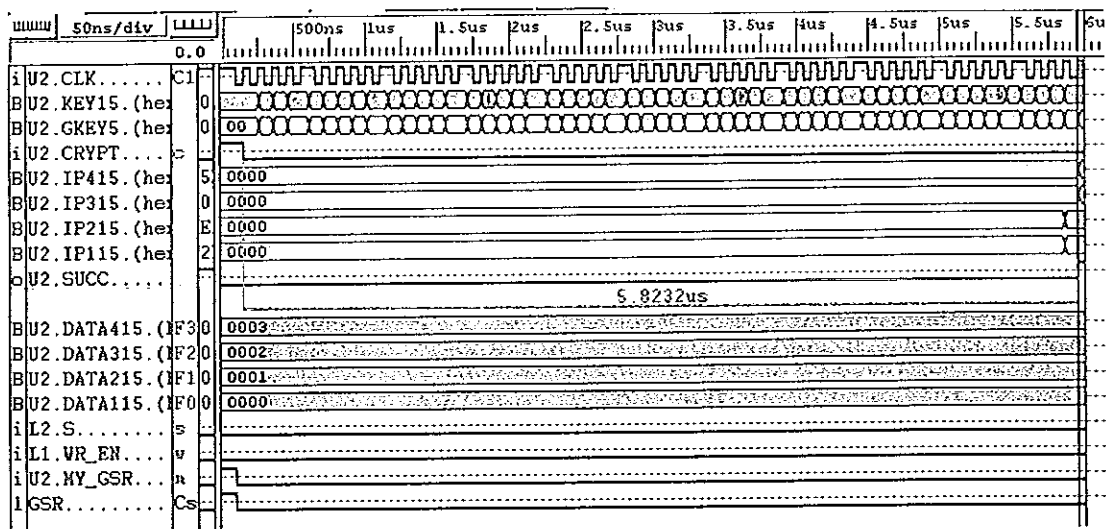 50ns/div 500ns 1us 1.5us 2us 2.5us 3us 3.5us 4us 4.5us 5us 5.5us 6u
0.0
i U2.CLK....... C1
B U2.KEY15.(hex 0
B U2.GKEY5.(hex 0 00
i U2.CRYPT....
B U2.IP415.(hex 5 0000
B U2.IP315.(hex 0 0000
B U2.IP215.(hex E 0000
B U2.IP115.(hex 2 0000
o U2.SUCC......
5.8232us
B U2.DATA415.( F3 0 0003
B U2.DATA315.( F2 0 0002
B U2.DATA215.( F1 0 0001
B U2.DATA115.( F0 0 0000
i L2.S......... s
i L1.WR_EN....
i U2.MY_GSR...
i GSR.......... Cs